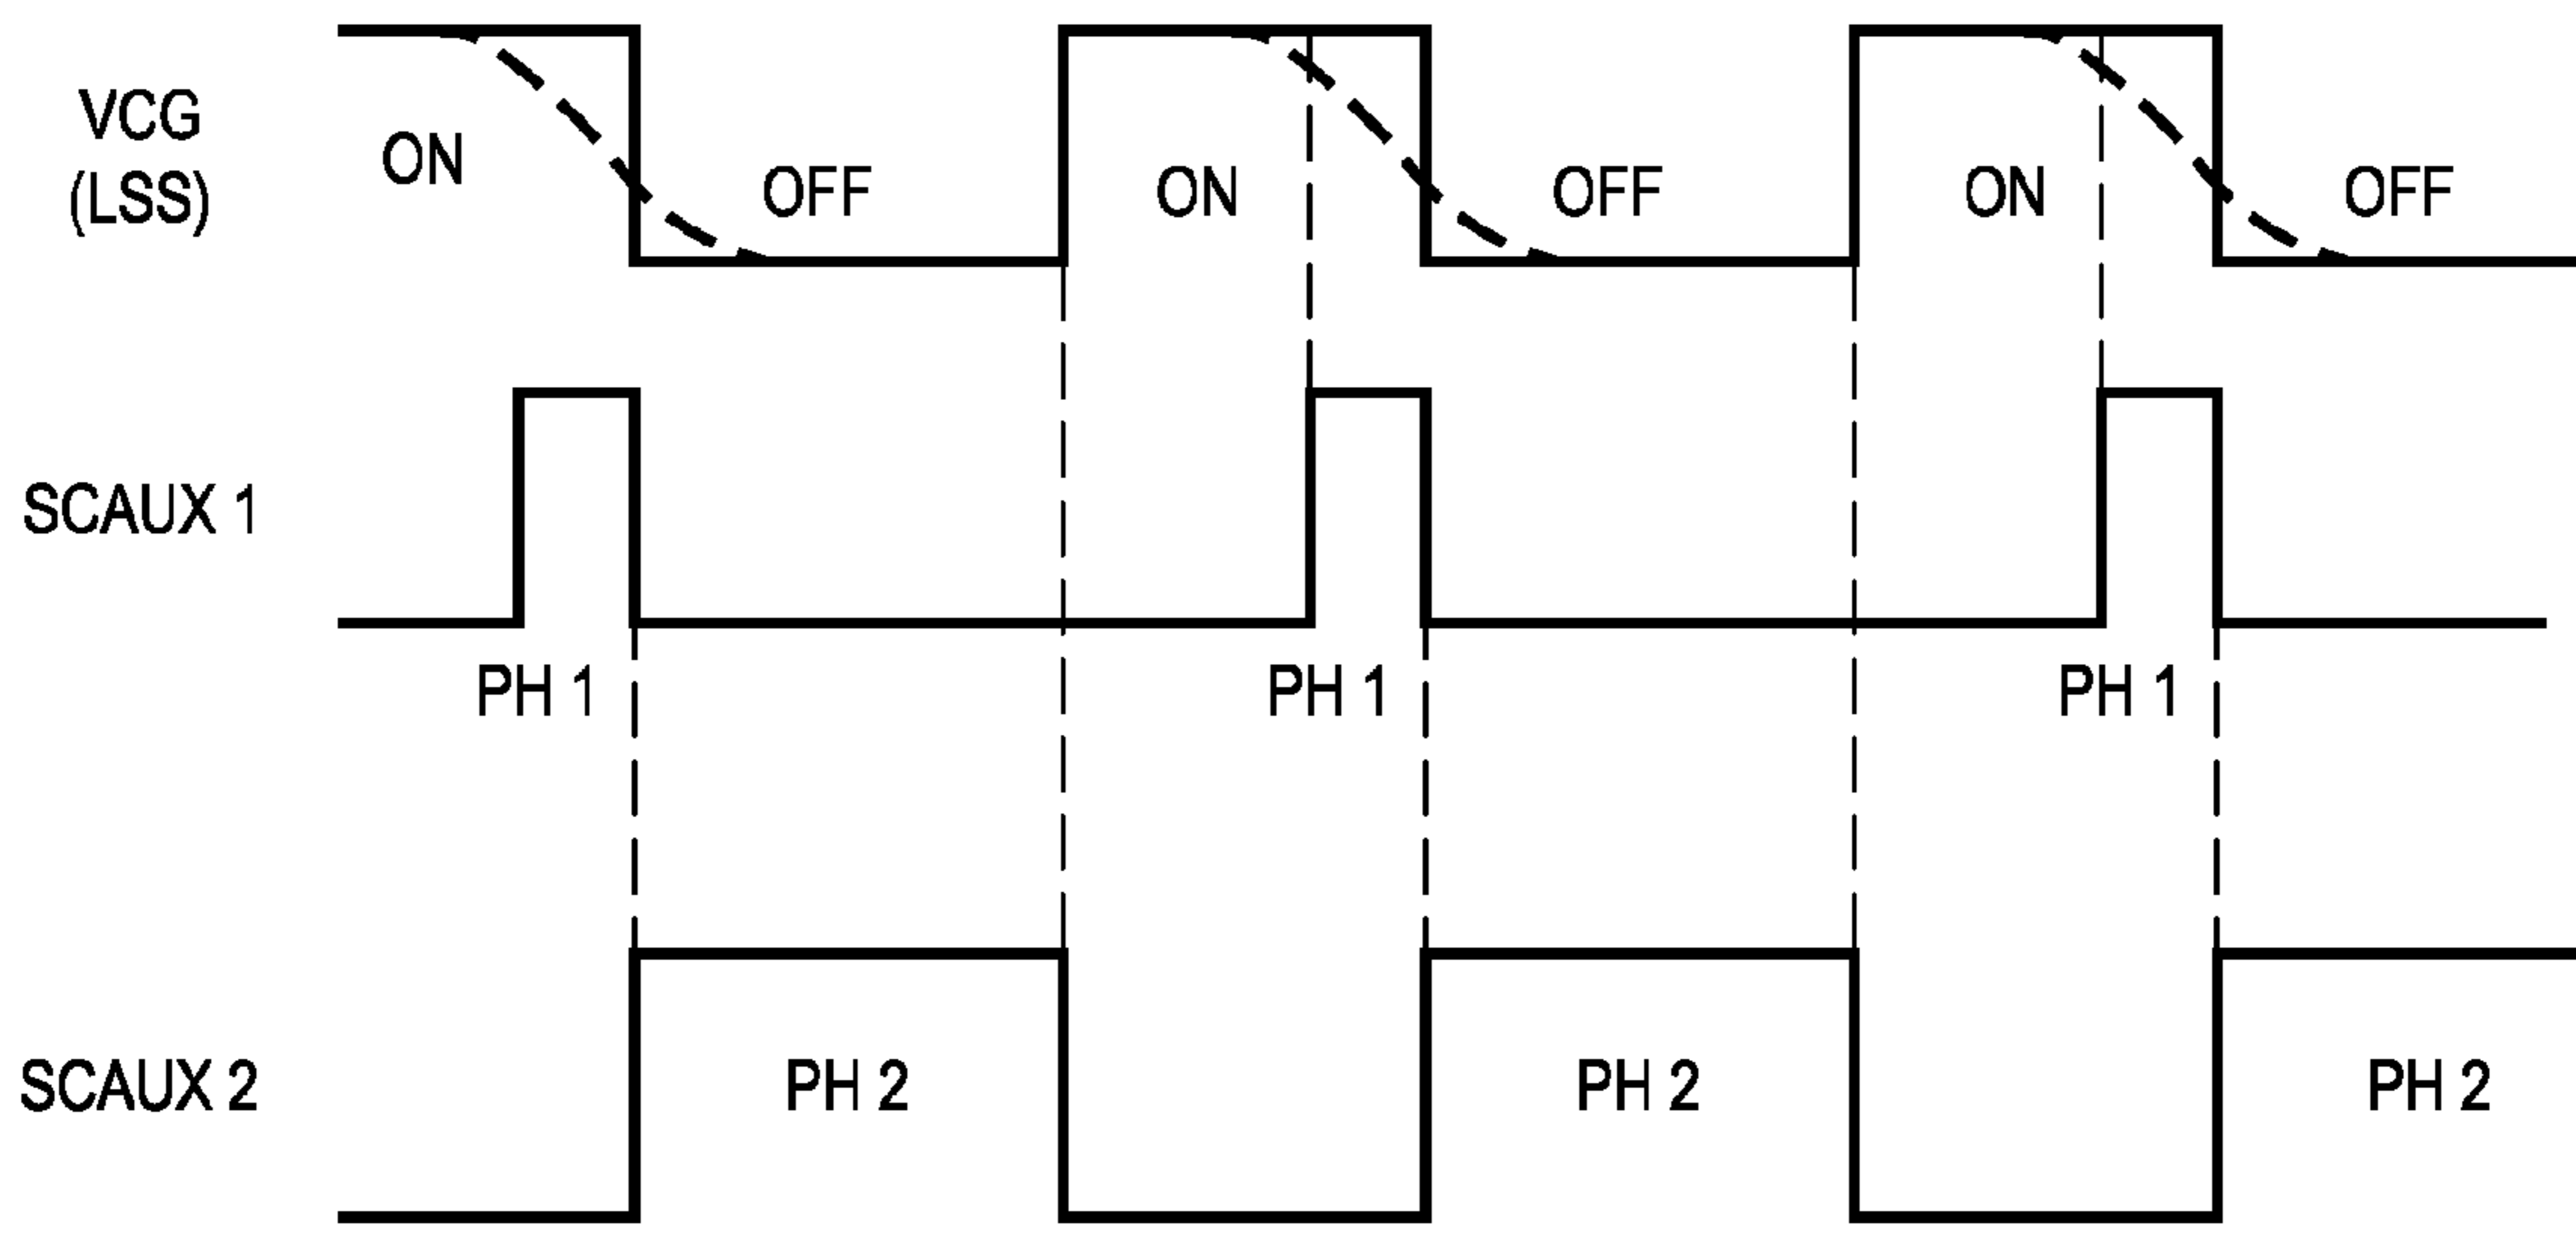 VCG
(LSS)
ON
OFF
ON
OFF
ON
OFF
SCAUX 1
PH 1
PH 1
PH 1
SCAUX 2
PH 2
PH 2
PH 2